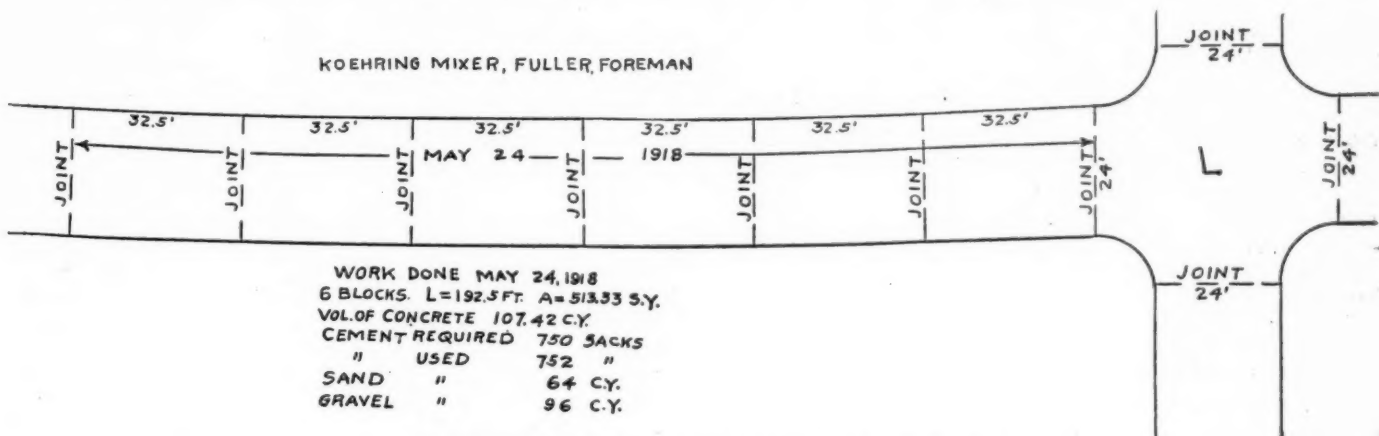 KOEHRING MIXER, FULLER, FOREMAN
JOINT
24'
32.5' 32.5' 32.5' 32.5' 32.5' 32.5'
MAY 24 1918
JOINT
JOINT
JOINT
JOINT
JOINT
JOINT
JOINT
24'
L
JOINT
24'
JOINT
24'
WORK DONE MAY 24, 1918
6 BLOCKS. L=192.5 FT. A=513.33 S.Y.
VOL. OF CONCRETE 107.42 C.Y.
CEMENT REQUIRED 750 SACKS
" USED 752 "
SAND " 64 C.Y.
GRAVEL " 96 C.Y.